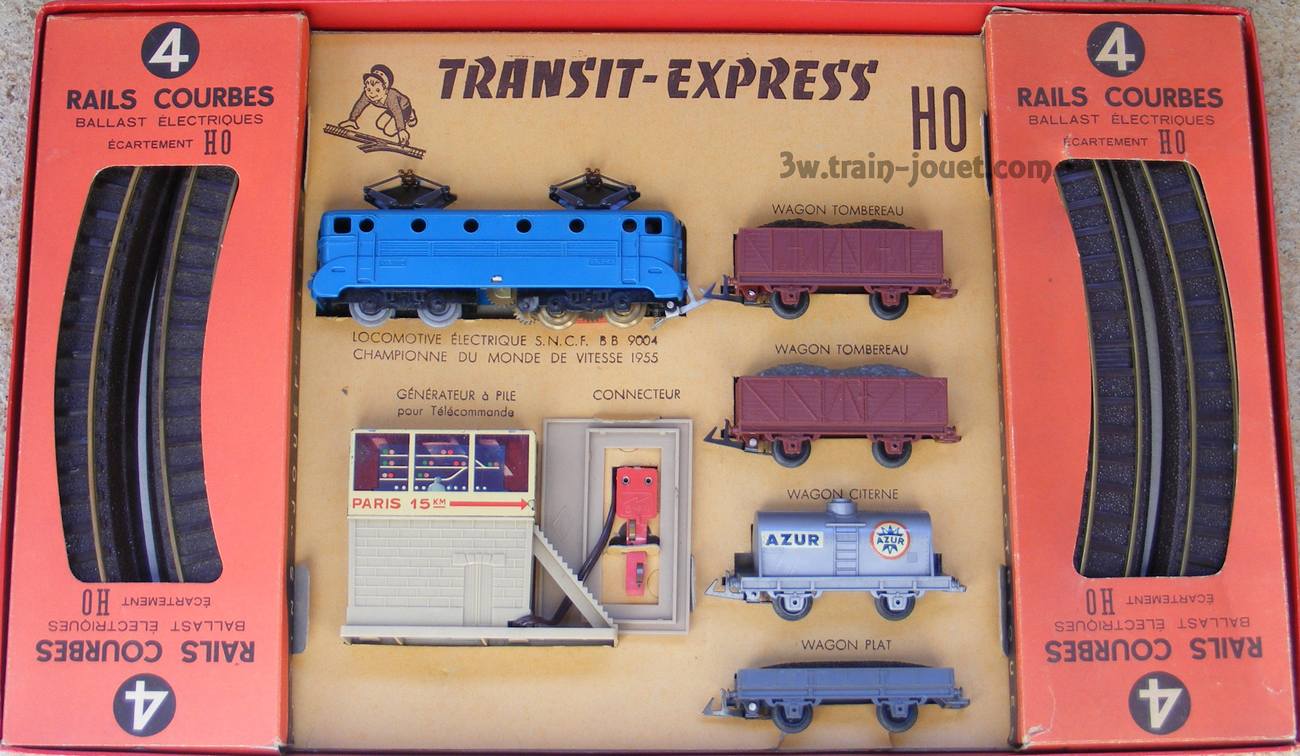 4
RAILS COURBES
BALLAST ÉLECTRIQUES
ÉCARTEMENT HO
ÉCARTEMENT HO
BALLAST ÉLECTRIQUES
RAILS COURBES
4
TRANSIT-EXPRESS
HO
3w.train-jouet.com
LOCOMOTIVE ÉLECTRIQUE S.N.C.F. BB 9004
CHAMPIONNE DU MONDE DE VITESSE 1955
GÉNÉRATEUR à PILE
pour Télécommande
CONNECTEUR
PARIS 15 KM
WAGON TOMBEREAU
WAGON TOMBEREAU
WAGON CITERNE
AZUR
AZUR
WAGON PLAT
4
RAILS COURBES
BALLAST ÉLECTRIQUES
ÉCARTEMENT HO
ÉCARTEMENT HO
BALLAST ÉLECTRIQUES
RAILS COURBES
4